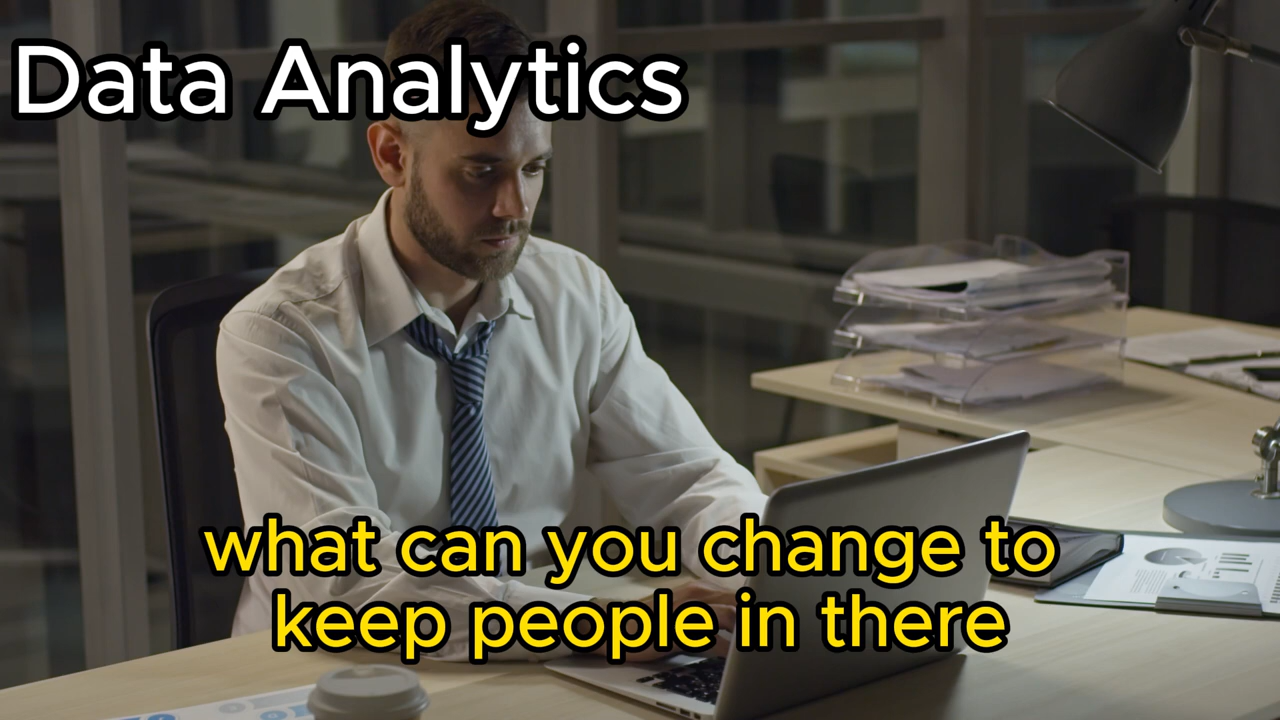 Data Analytics
what can you change to
keep people in there